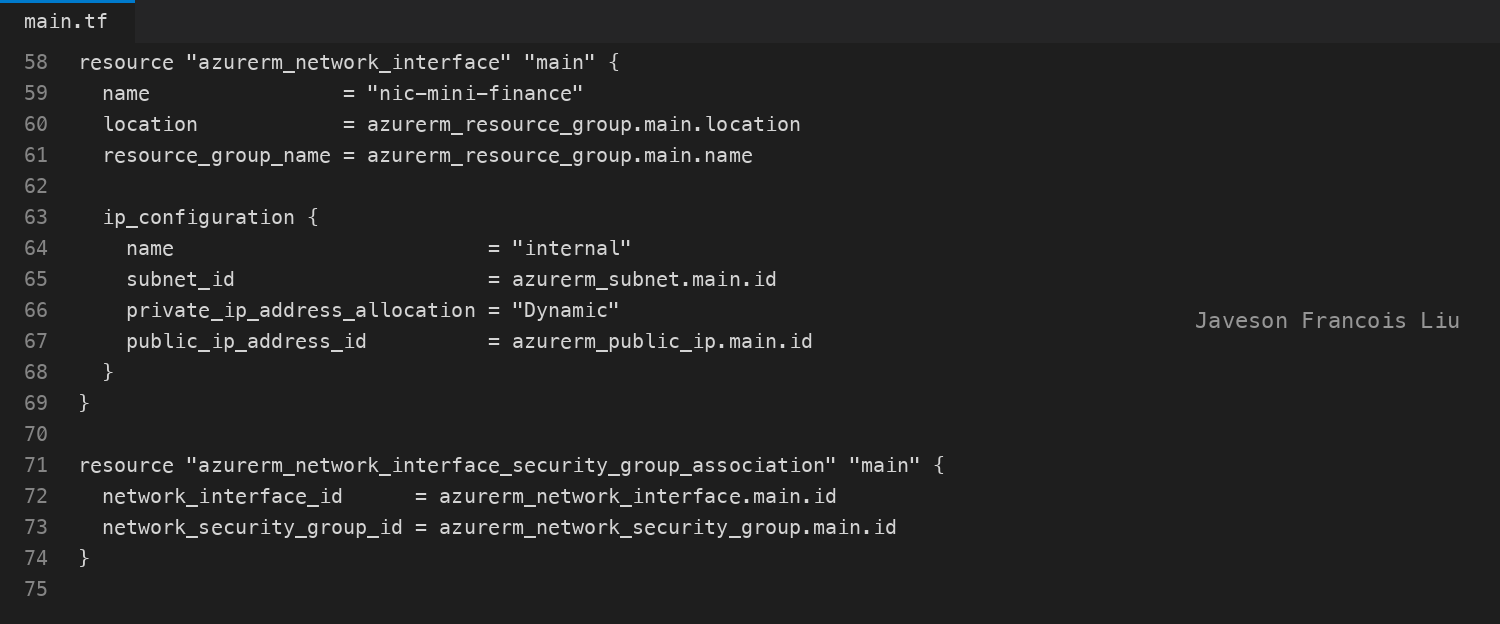 main.tf
58 resource "azurerm_network_interface" "main" {
59   name                = "nic-mini-finance"
60   location            = azurerm_resource_group.main.location
61   resource_group_name = azurerm_resource_group.main.name
62
63   ip_configuration {
64     name                          = "internal"
65     subnet_id                     = azurerm_subnet.main.id
66     private_ip_address_allocation = "Dynamic"
Javeson Francois Liu
67     public_ip_address_id          = azurerm_public_ip.main.id
68   }
69 }
70
71 resource "azurerm_network_interface_security_group_association" "main" {
72   network_interface_id      = azurerm_network_interface.main.id
73   network_security_group_id = azurerm_network_security_group.main.id
74 }
75